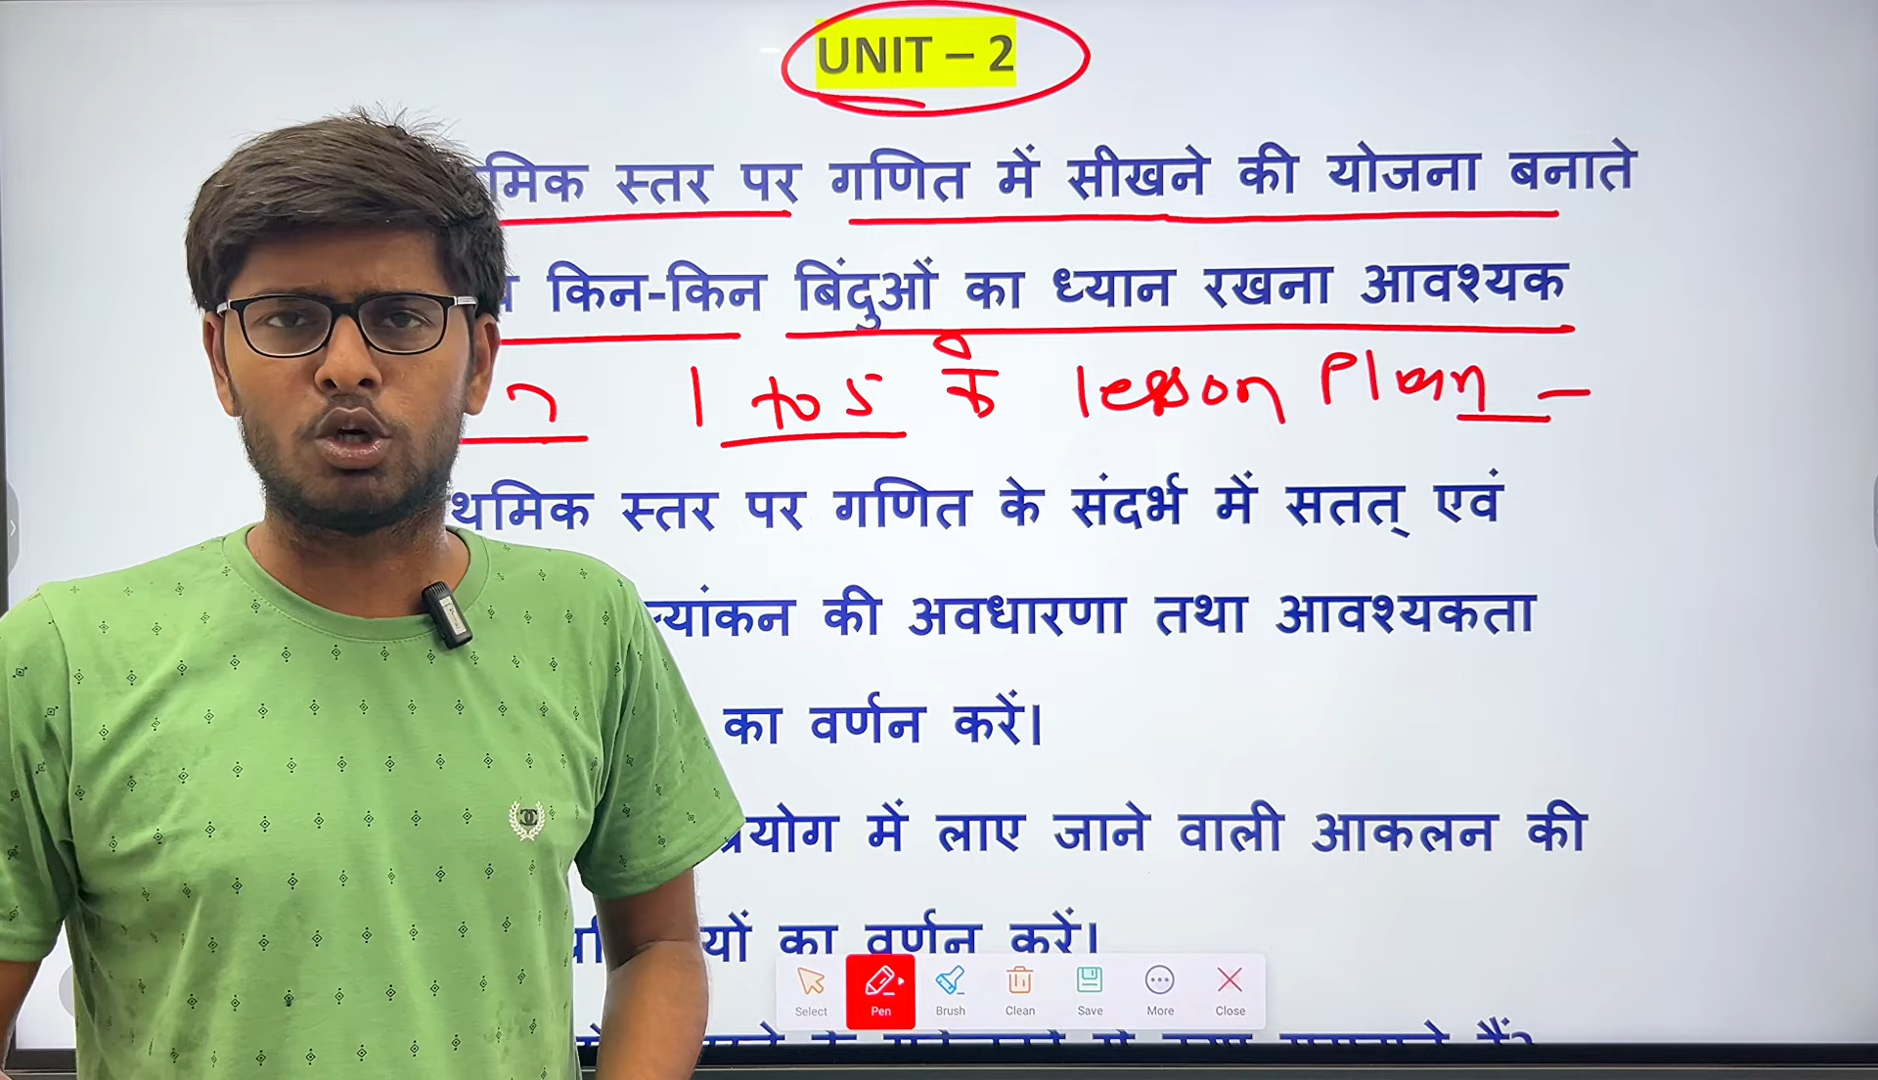 UNIT – 2
स्तर पर गणित में सीखने की योजना बनाते
किन-किन बिंदुओं का ध्यान रखना आवश्यक
1 to 5 के lesson Plan –
स्तर पर गणित के संदर्भ में सतत् एवं
की अवधारणा तथा आवश्यकता
का वर्णन करें।
में लाए जाने वाली आकलन की
का वर्णन करें।
Select Pen Brush Clean Save More Close